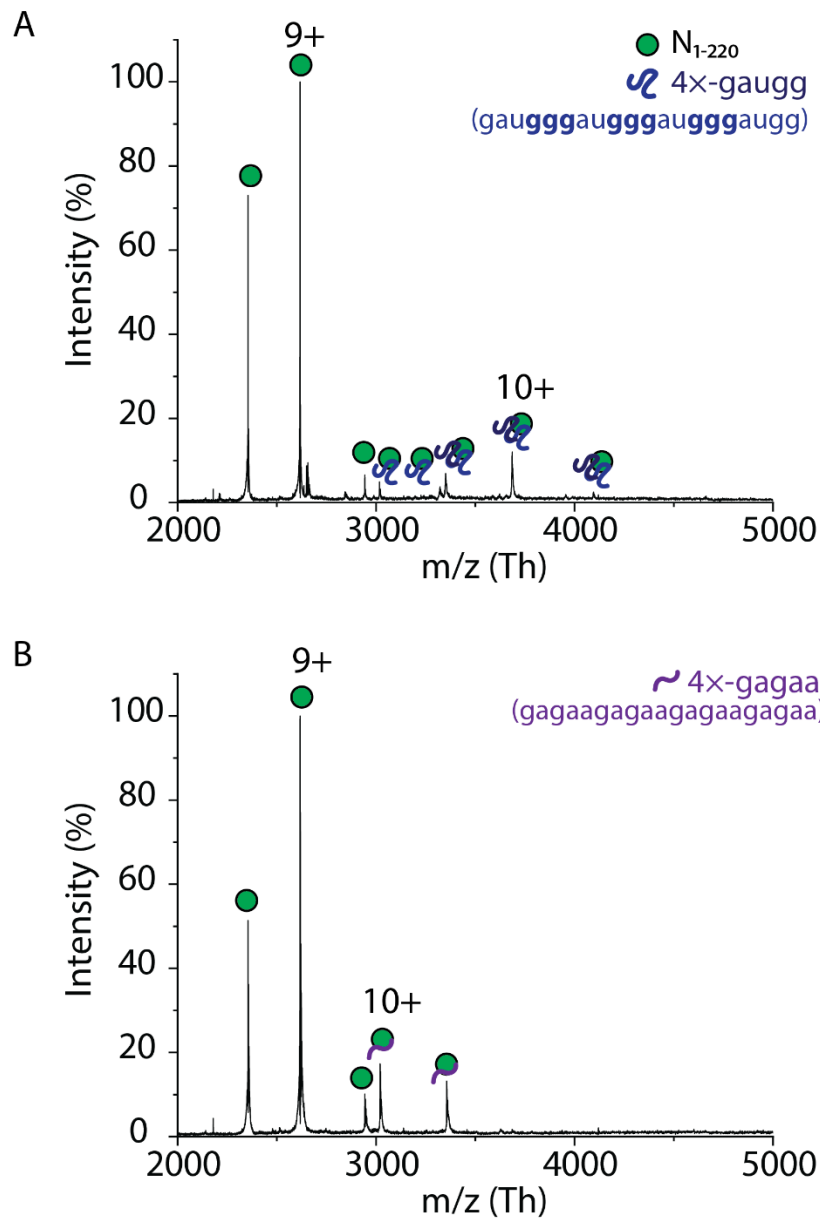 A
9+
N1-220
4×-gaugg
(gaugggaugggaugggaugg)
100
80
60
40
20
0
Intensity (%)
10+
2000 3000 4000 5000
m/z (Th)
B
9+
4×-gagaa
(gagaagagaagagaagagaa)
100
80
60
40
20
0
Intensity (%)
10+
2000 3000 4000 5000
m/z (Th)